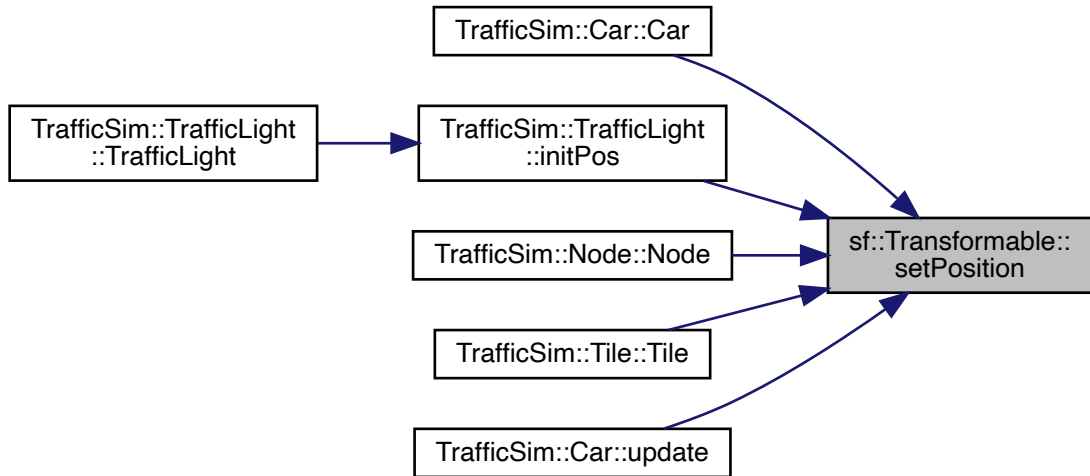 TrafficSim::Car::Car
TrafficSim::TrafficLight
::TrafficLight
TrafficSim::TrafficLight
::initPos
TrafficSim::Node::Node
sf::Transformable::
setPosition
TrafficSim::Tile::Tile
TrafficSim::Car::update